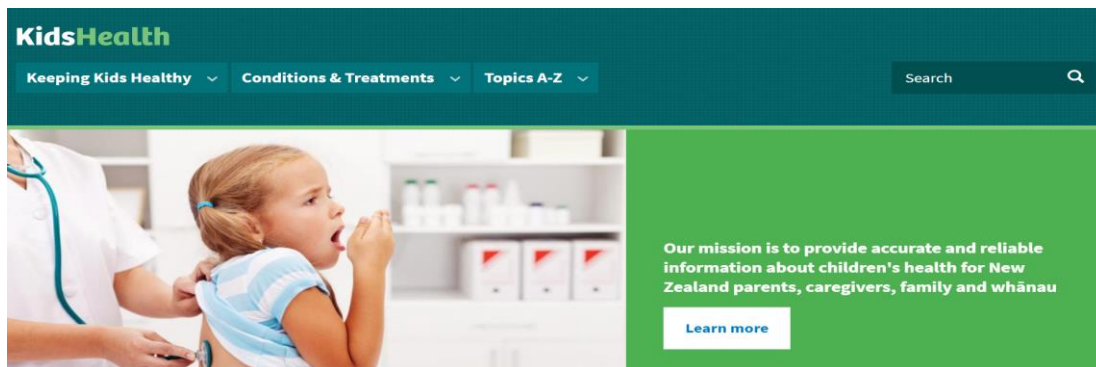 KidsHealth
Keeping Kids Healthy
Conditions & Treatments
Topics A-Z
Search
Our mission is to provide accurate and reliable
information about children's health for New
Zealand parents, caregivers, family and whānau
Learn more